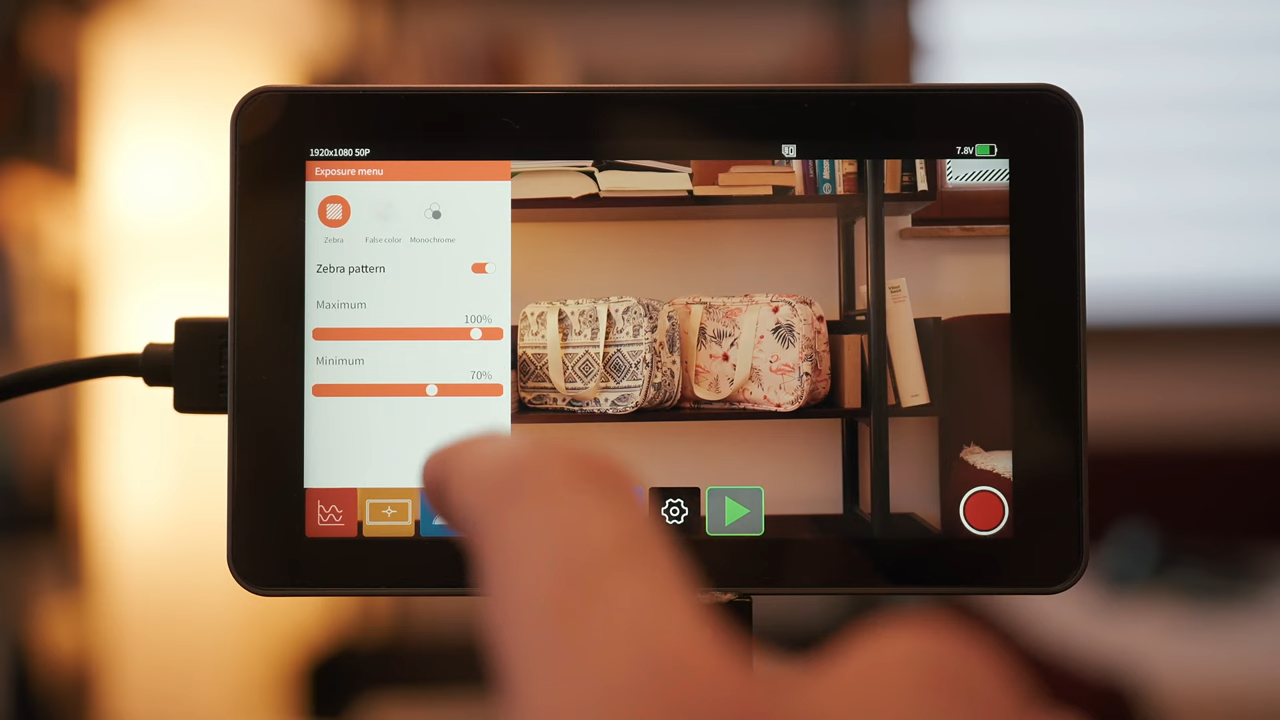 1920x1080 50P
7.8V
Exposure menu
Zebra
False color
Monochrome
Zebra pattern
Maximum
100%
Minimum
70%